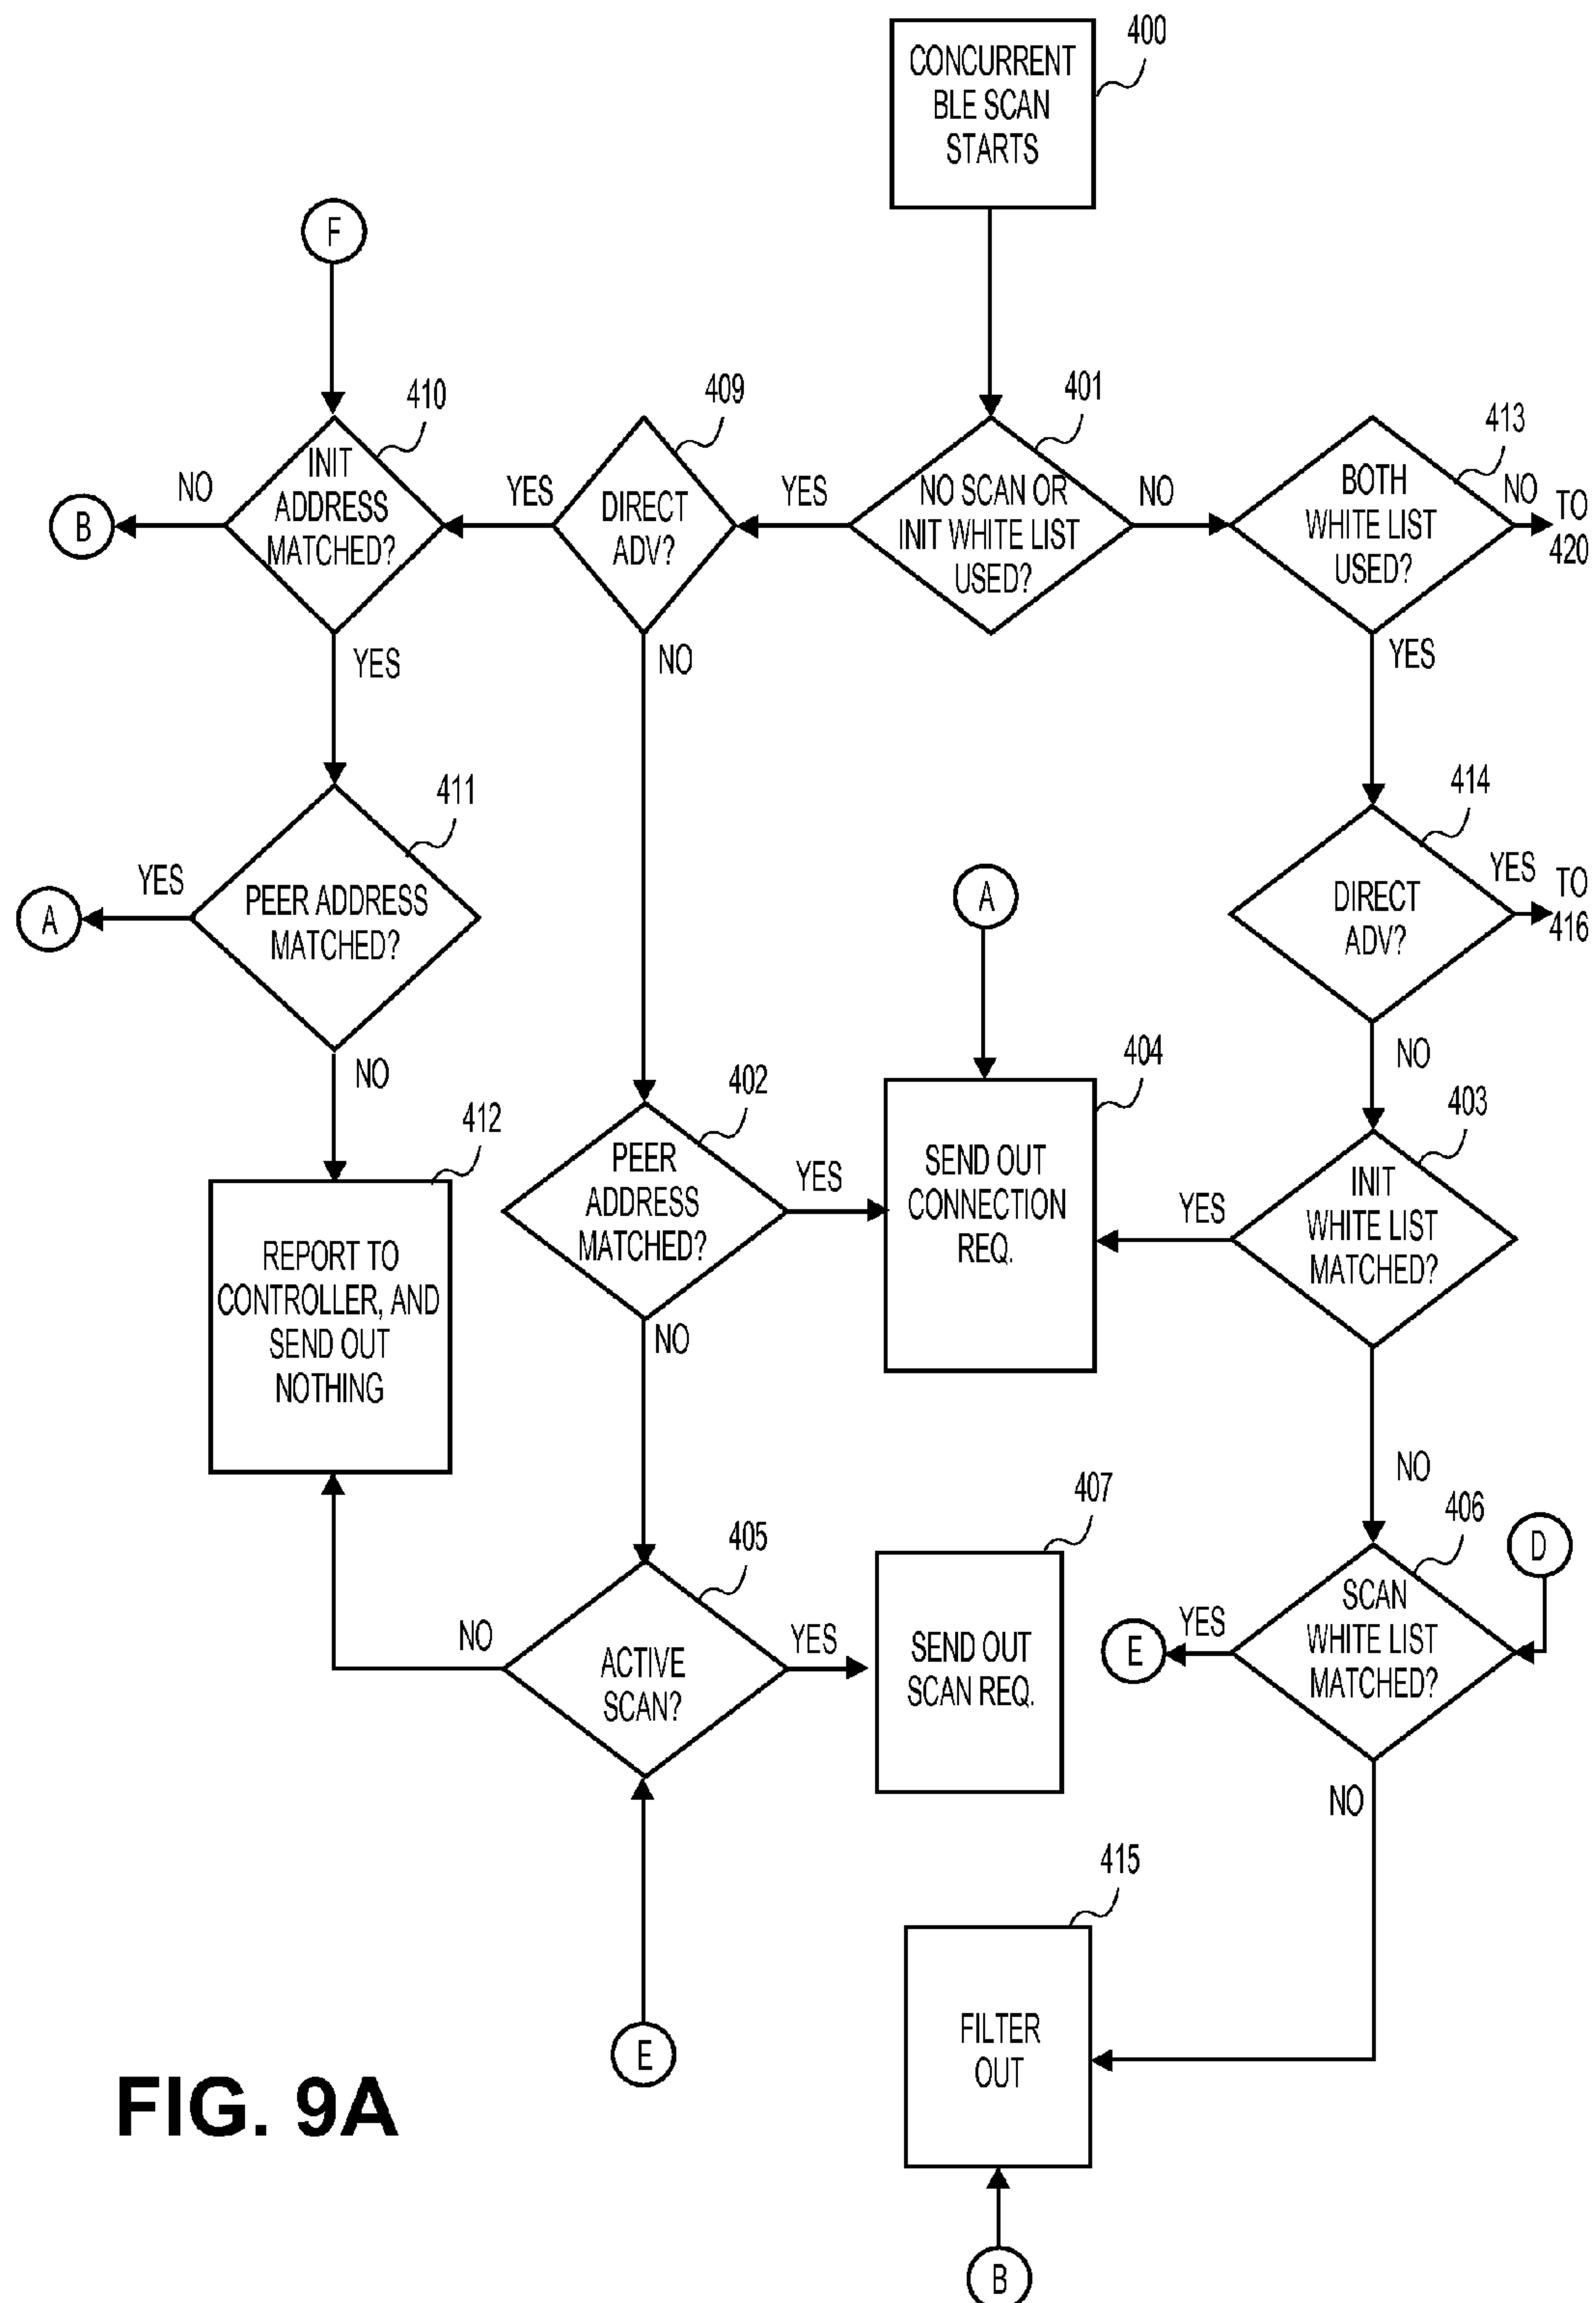 400
CONCURRENT
BLE SCAN
STARTS
F
410
409
401
413
INIT
ADDRESS
MATCHED?
NO
B
YES
DIRECT
ADV?
YES
NO SCAN OR
INIT WHITE LIST
USED?
NO
BOTH
WHITE LIST
USED?
NO
TO
420
YES
NO
YES
411
414
YES
A
PEER ADDRESS
MATCHED?
A
DIRECT
ADV?
YES
TO
416
NO
NO
412
402
404
403
REPORT TO
CONTROLLER, AND
SEND OUT
NOTHING
PEER
ADDRESS
MATCHED?
YES
SEND OUT
CONNECTION
REQ.
YES
INIT
WHITE LIST
MATCHED?
NO
NO
405
407
406
D
NO
ACTIVE
SCAN?
YES
SEND OUT
SCAN REQ.
E
YES
SCAN
WHITE LIST
MATCHED?
NO
415
E
FILTER
OUT
B
FIG. 9A